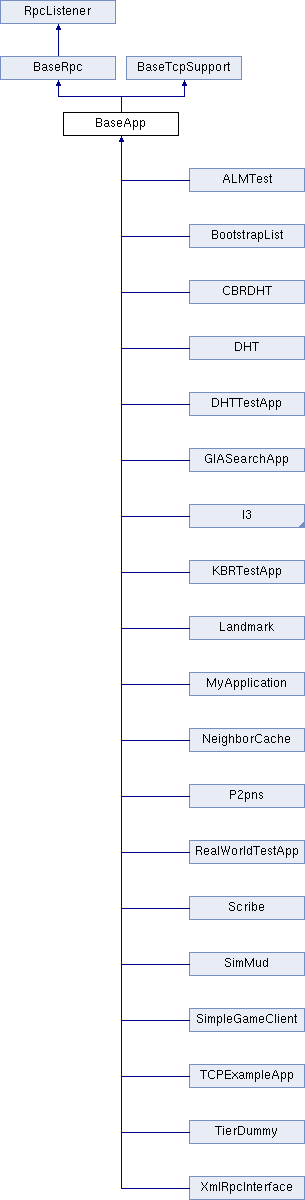 RpcListener
BaseRpc
BaseTcpSupport
BaseApp
ALMTest
BootstrapList
CBRDHT
DHT
DHTTestApp
GIASearchApp
I3
KBRTestApp
Landmark
MyApplication
NeighborCache
P2pns
RealWorldTestApp
Scribe
SimMud
SimpleGameClient
TCPExampleApp
TierDummy
XmlRpcInterface